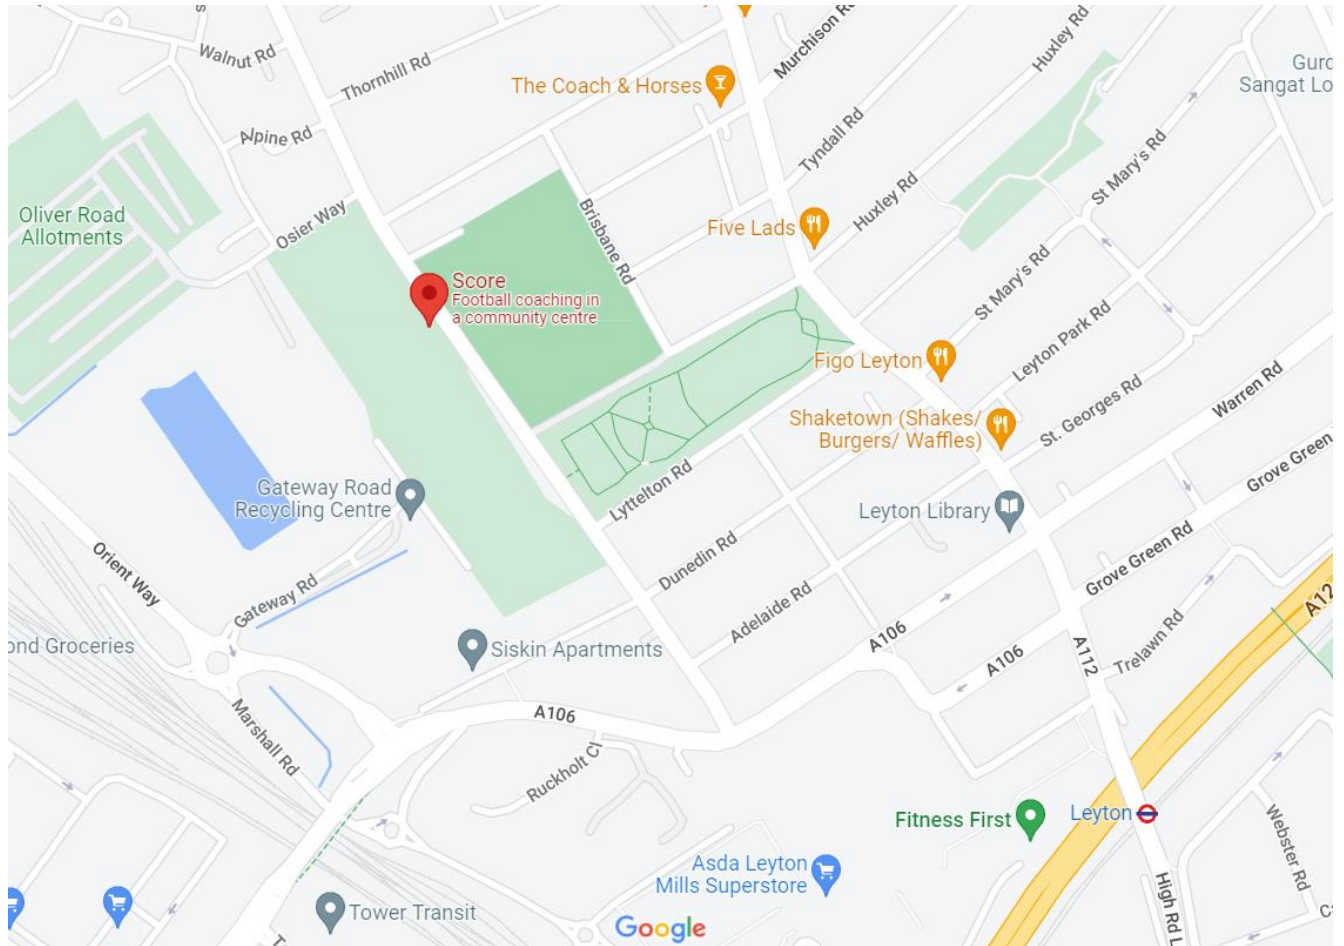 Walnut Rd
Thornhill Rd
Murchison Rd
Huxley Rd
The Coach & Horses
Sangat Lo
Alpine Rd
Tyndall Rd
St Mary's Rd
Oliver Road
Allotments
Osier Way
Brisbane Rd
Huxley Rd
Five Lads
Score
Football coaching in
a community centre
St Mary's Rd
Leyton Park Rd
Figo Leyton
Warren Rd
Shaketown (Shakes/
Burgers/ Waffles)
St. Georges Rd
Gateway Road
Recycling Centre
Lyttelton Rd
Leyton Library
Grove Green
Orient Way
Dunedin Rd
Grove Green Rd
Gateway Rd
Adelaide Rd
A12
ond Groceries
Siskin Apartments
A106
A106
A112
Trelawn Rd
A106
Marshall Rd
Ruckholt Cl
Fitness First
Leyton
Webster Rd
Asda Leyton
Mills Superstore
Tower Transit
High Rd L
Google